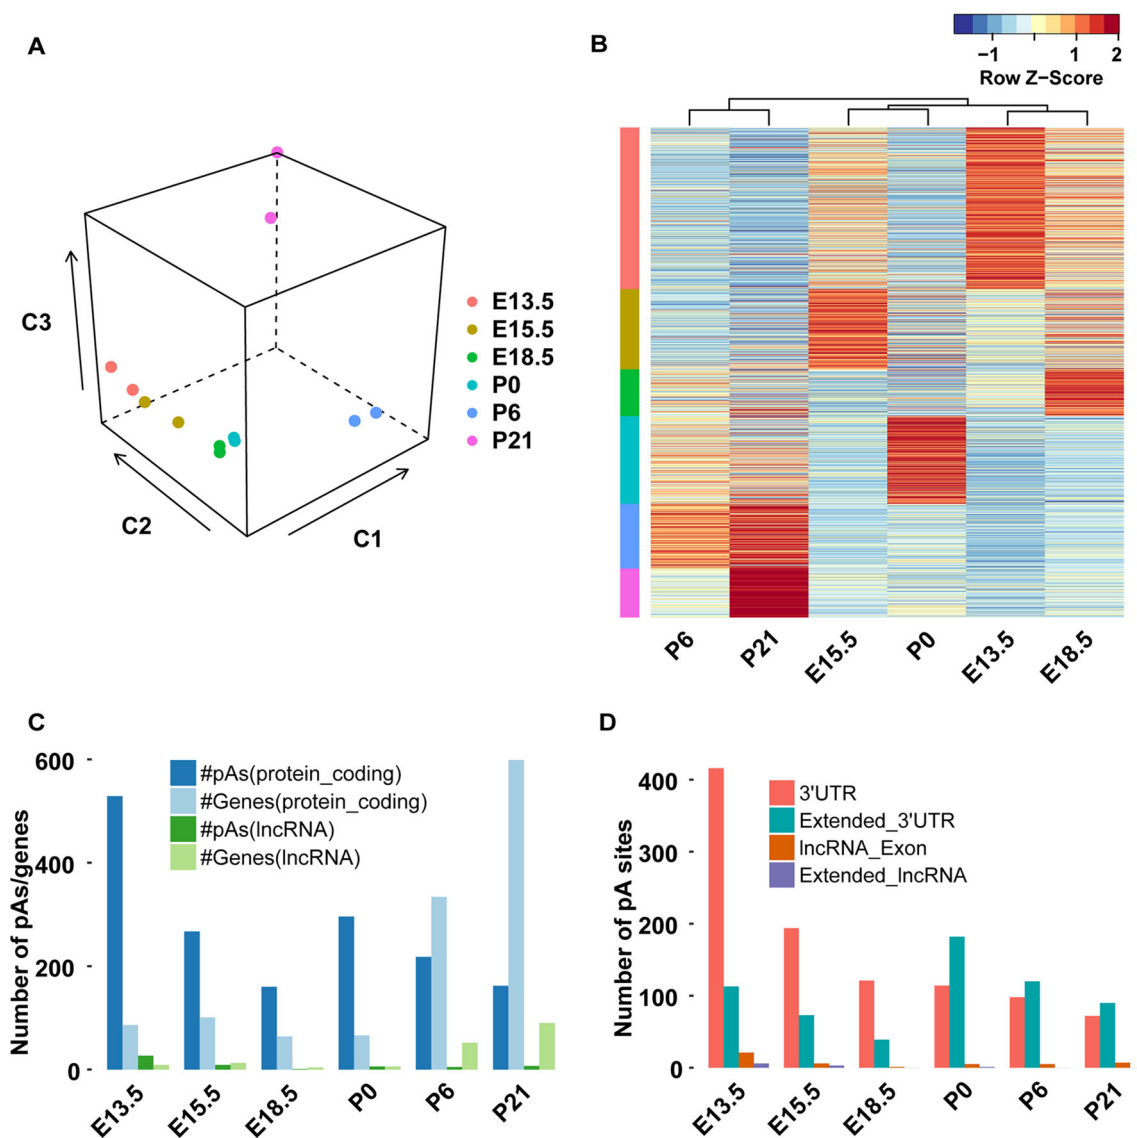 A
C3
C2
C1
E13.5
E15.5
E18.5
P0
P6
P21
B
−1 1 2
Row Z−Score
P6 P21 E15.5 P0 E13.5 E18.5
C
Number of pAs/genes
600
400
200
0
#pAs(protein_coding)
#Genes(protein_coding)
#pAs(lncRNA)
#Genes(lncRNA)
E13.5 E15.5 E18.5 P0 P6 P21
D
Number of pA sites
400
300
200
100
0
3'UTR
Extended_3'UTR
lncRNA_Exon
Extended_lncRNA
E13.5 E15.5 E18.5 P0 P6 P21